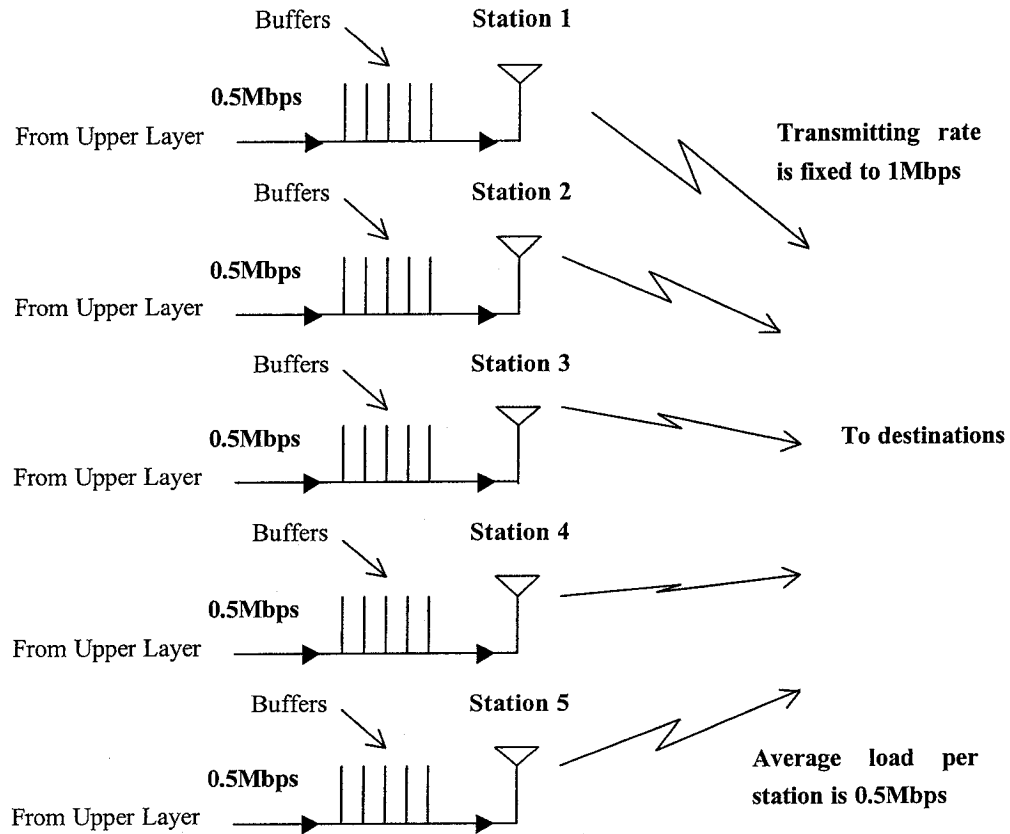 Buffers
Station 1
0.5Mbps
From Upper Layer
Transmitting rate
is fixed to 1Mbps
Buffers
Station 2
0.5Mbps
From Upper Layer
Buffers
Station 3
0.5Mbps
From Upper Layer
To destinations
Buffers
Station 4
0.5Mbps
From Upper Layer
Buffers
Station 5
0.5Mbps
From Upper Layer
Average load per
station is 0.5Mbps